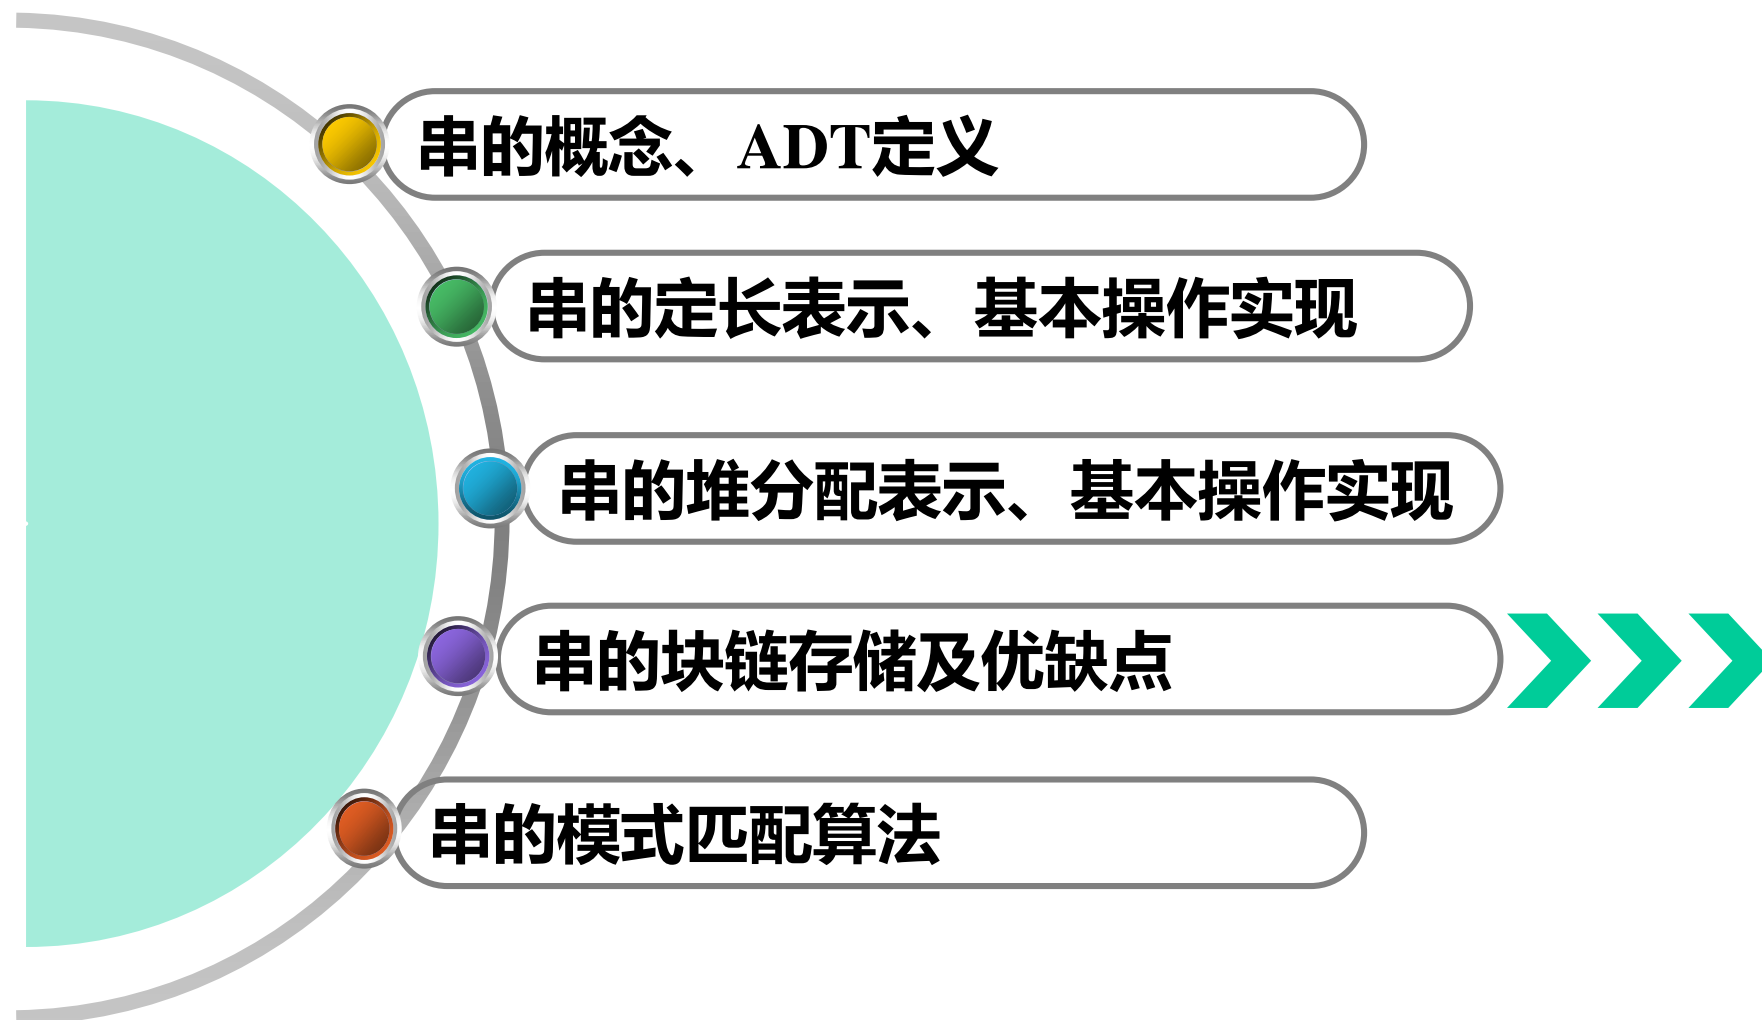 串的概念、ADT定义
串的定长表示、基本操作实现
串的堆分配表示、基本操作实现
串的块链存储及优缺点
串的模式匹配算法